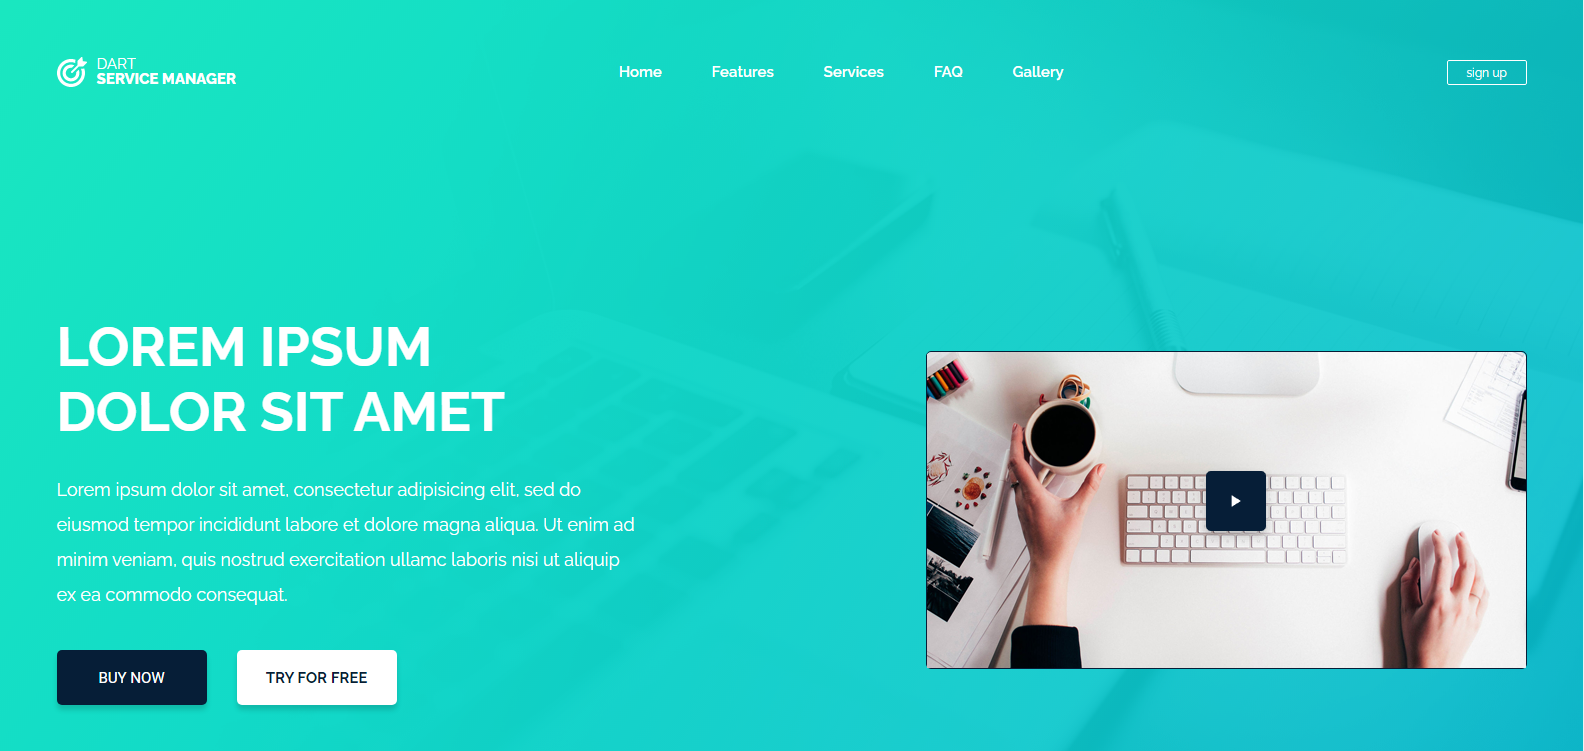 DART
SERVICE MANAGER
Home
Features
Services
FAQ
Gallery
sign up
LOREM IPSUM
DOLOR SIT AMET
Lorem ipsum dolor sit amet, consectetur adipisicing elit, sed do
eiusmod tempor incididunt labore et dolore magna aliqua. Ut enim ad
minim veniam, quis nostrud exercitation ullamc laboris nisi ut aliquip
ex ea commodo consequat.
BUY NOW
TRY FOR FREE